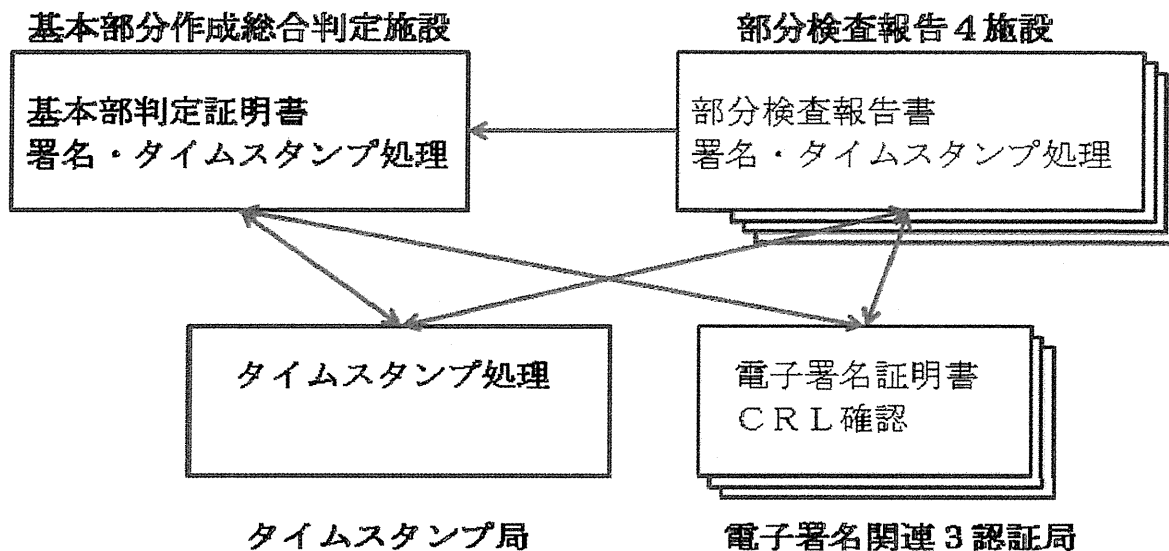 基本部分作成総合判定施設
基本部判定証明書
署名・タイムスタンプ処理
部分検査報告４施設
部分検査報告書
署名・タイムスタンプ処理
タイムスタンプ処理
タイムスタンプ局
電子署名証明書
ＣＲＬ確認
電子署名関連３認証局